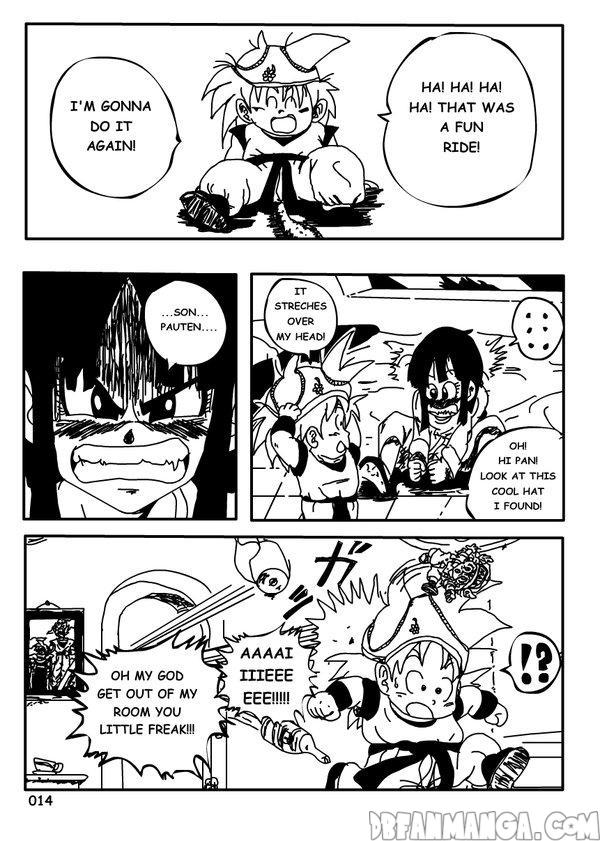 HA! HA! HA!
HA! THAT WAS
A FUN
RIDE!
I'M GONNA
DO IT
AGAIN!
IT
STRECHES
OVER
MY HEAD!
OH!
HI PAN!
LOOK AT THIS
COOL HAT
I FOUND!
...SON...
PAUTEN....
!?
AAAAI
IIIEEE
EEE!!!!!
ガッ
OH MY GOD
GET OUT OF MY
ROOM YOU
LITTLE FREAK!!!
014
DBFANMANGA.COM